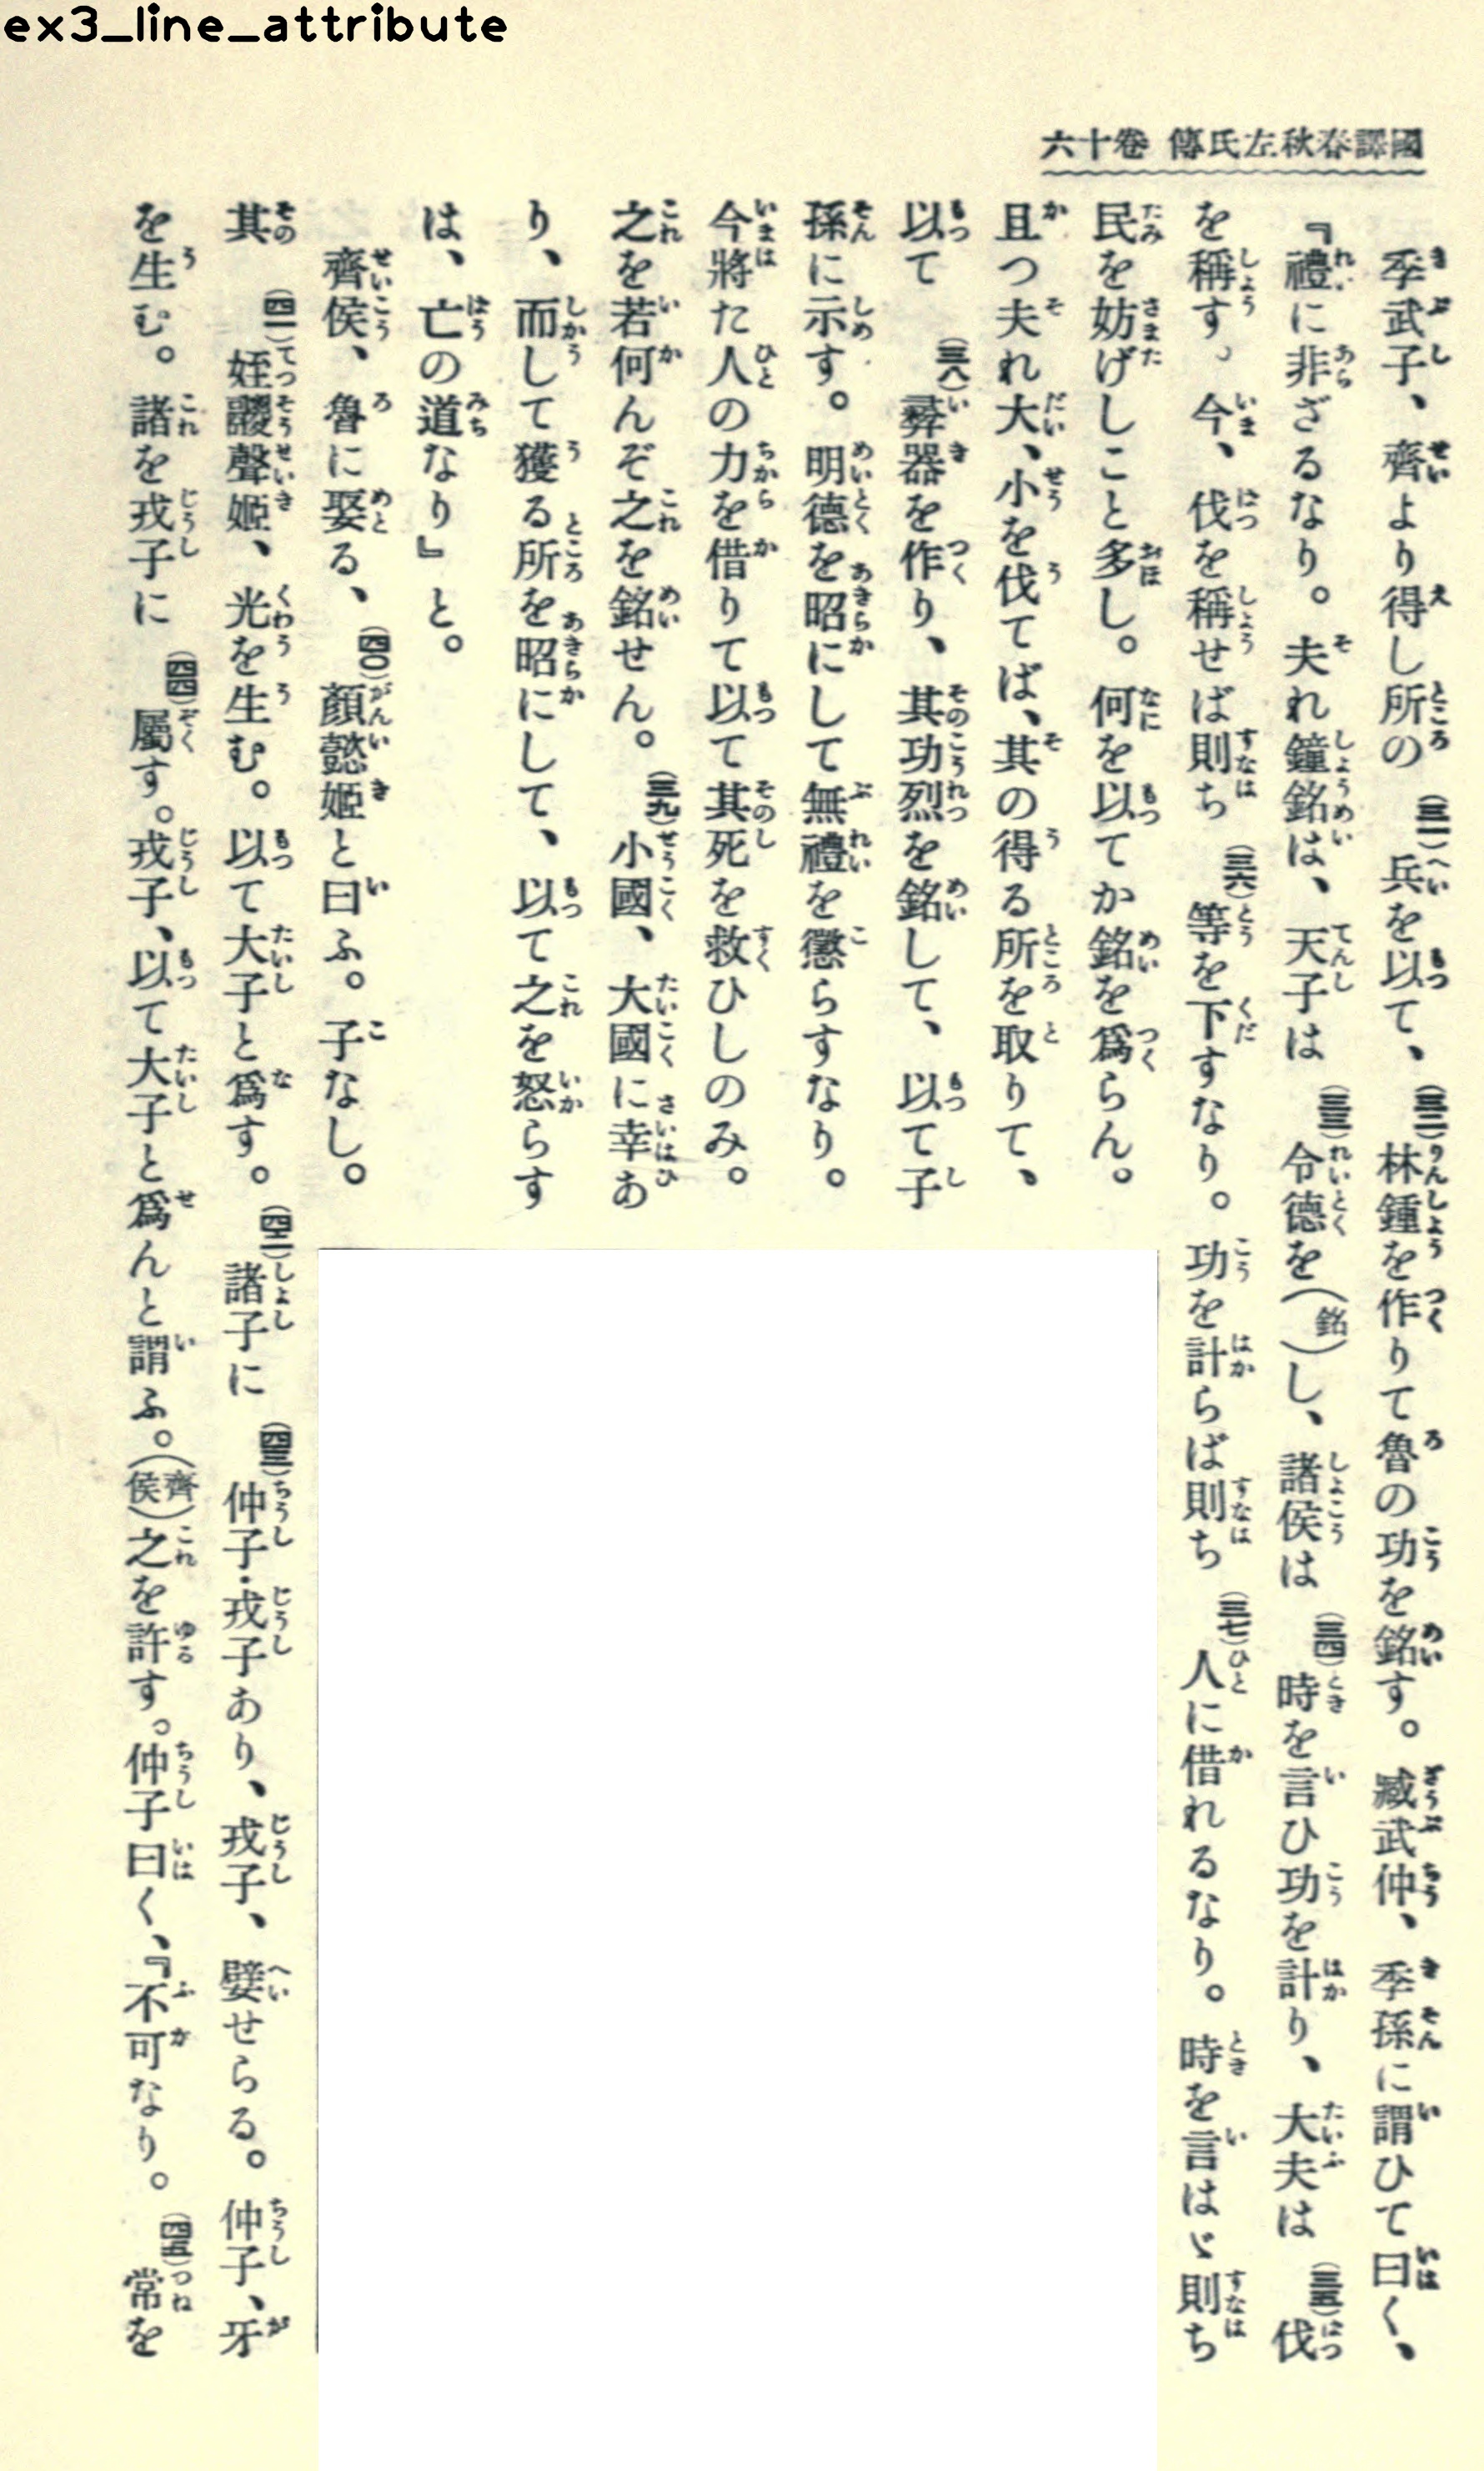 ex3_line_attribute
國譯春秋左氏傳 卷十六
季武子、齊より得し所の(三一)兵を以て、(三二)林鍾を作りて魯の功を銘す。臧武仲、季孫に謂ひて曰く、
『禮に非ざるなり。夫れ鐘銘は、天子は(三三)令德を(銘)し、諸侯は(三四)時を言ひ功を計り、大夫は(三五)伐
を稱す。今、伐を稱せば則ち(三六)等を下すなり。功を計らば則ち(三七)人に借れるなり。時を言はゞ則ち
民を妨げしこと多し。何を以てか銘を爲らん。
且つ夫れ大、小を伐てば、其の得る所を取りて、
以て(三八)彝器を作り、其功烈を銘して、以て子
孫に示す。明德を昭にして無禮を懲らすなり。
今將た人の力を借りて以て其死を救ひしのみ。
之を若何んぞ之を銘せん。(三九)小國、大國に幸あ
り、而して獲る所を昭にして、以て之を怒らす
は、亡の道なり』と。
齊侯、魯に娶る、(四〇)顏懿姬と曰ふ。子なし。
其(四一)姪鬷聲姬、光を生む。以て大子と爲す。(四二)諸子に(四三)仲子・戎子あり、戎子、嬖せらる。仲子、牙
を生む。諸を戎子に(四四)屬す。戎子、以て大子と爲んと謂ふ。(齊侯)之を許す。仲子曰く、『不可なり。(四五)常を